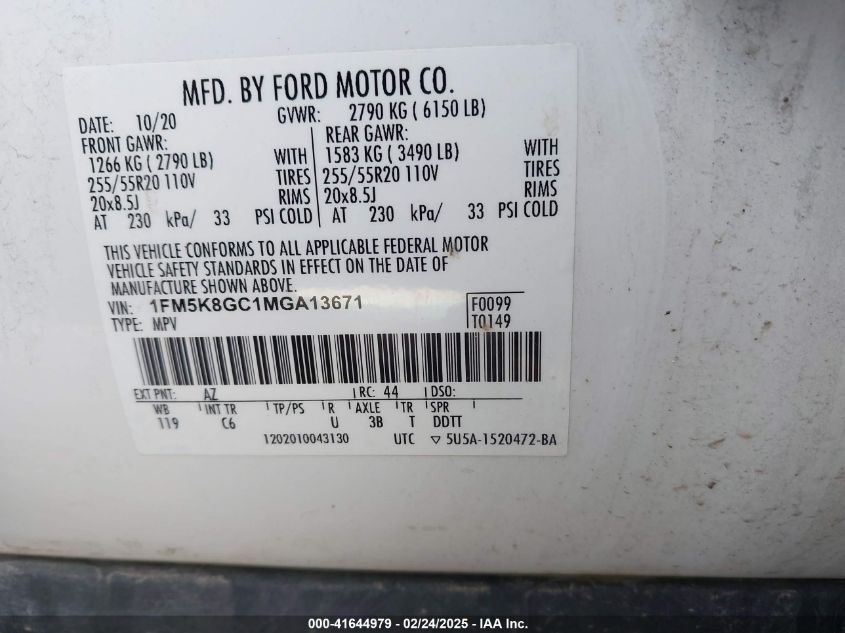 MFD. BY FORD MOTOR CO.
DATE: 10/20 GVWR: 2790 KG ( 6150 LB)
FRONT GAWR: REAR GAWR:
1266 KG ( 2790 LB) WITH 1583 KG ( 3490 LB) WITH
255/55R20 110V TIRES 255/55R20 110V TIRES
20x8.5J RIMS 20x8.5J RIMS
AT 230 kPa/ 33 PSI COLD AT 230 kPa/ 33 PSI COLD
THIS VEHICLE CONFORMS TO ALL APPLICABLE FEDERAL MOTOR
VEHICLE SAFETY STANDARDS IN EFFECT ON THE DATE OF
MANUFACTURE SHOWN ABOVE.
VIN: 1FM5K8GC1MGA13671 F0099
TYPE: MPV T0149
EXT PNT: AZ RC: 44 DSO:
WB INT TR TP/PS R AXLE TR SPR
119 C6 U 3B T DDTT
1202010043130 UTC ▽ 5U5A-1520472-BA
000-41644979 - 02/24/2025 - IAA Inc.